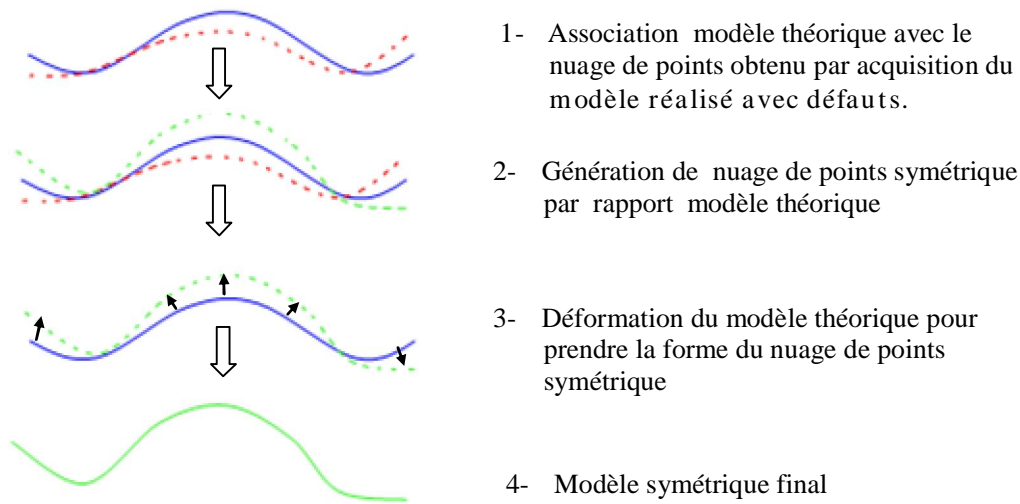 1- Association modèle théorique avec le
nuage de points obtenu par acquisition du
modèle réalisé avec défauts.
2- Génération de nuage de points symétrique
par rapport modèle théorique
3- Déformation du modèle théorique pour
prendre la forme du nuage de points
symétrique
4- Modèle symétrique final